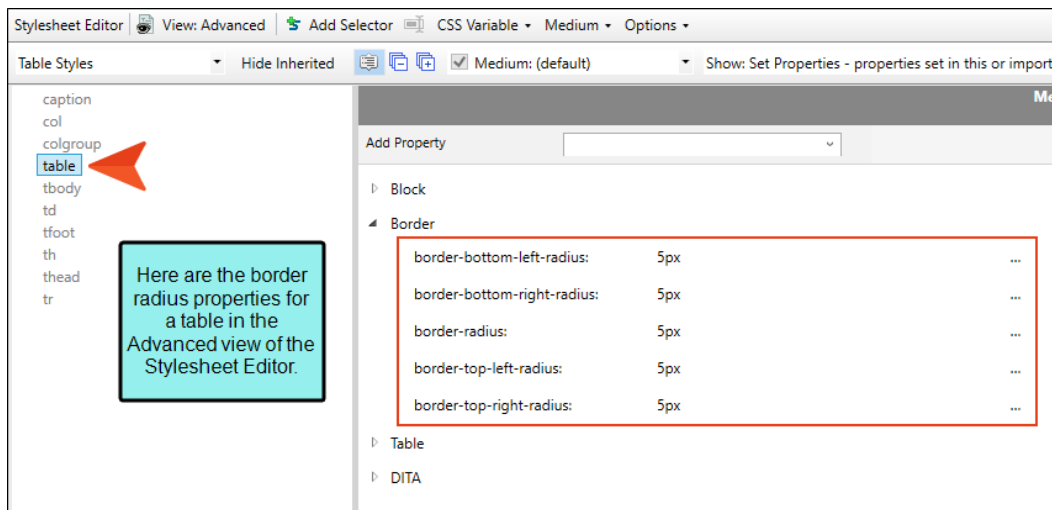 Stylesheet Editor View: Advanced Add Selector CSS Variable Medium Options
Table Styles Hide Inherited Medium: (default) Show: Set Properties - properties set in this or import
caption
col
colgroup
table
tbody
td
tfoot
th
thead
tr
Here are the border
radius properties for
a table in the
Advanced view of the
Stylesheet Editor.
Me
Add Property
Block
Border
border-bottom-left-radius: 5px ...
border-bottom-right-radius: 5px ...
border-radius: 5px ...
border-top-left-radius: 5px ...
border-top-right-radius: 5px ...
Table
DITA